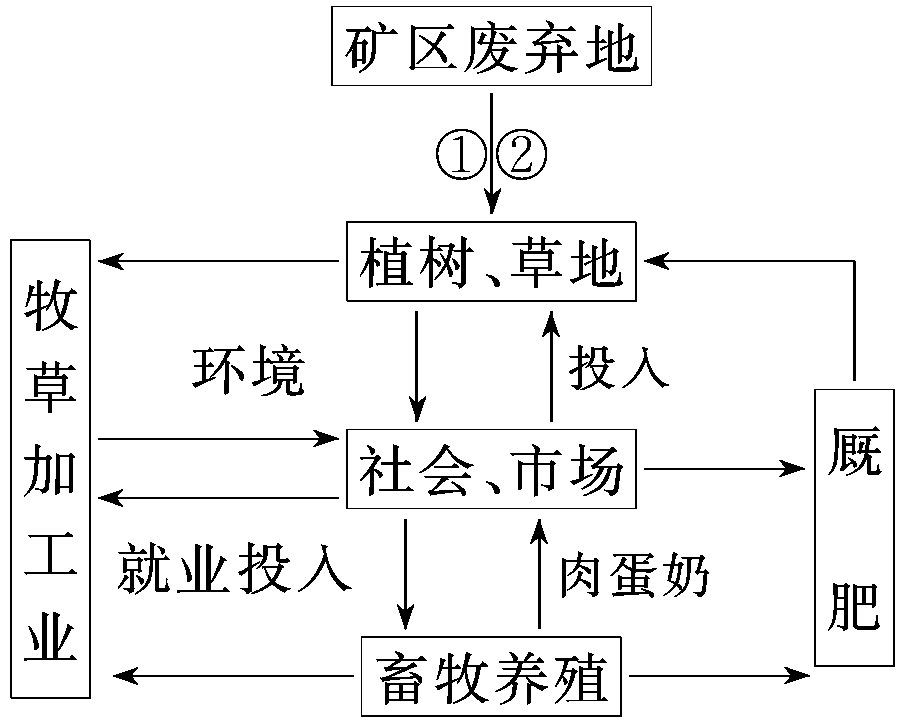 矿区废弃地
①②
植树、草地
牧草加工业
环境
投入
社会、市场
厩肥
就业投入
肉蛋奶
畜牧养殖